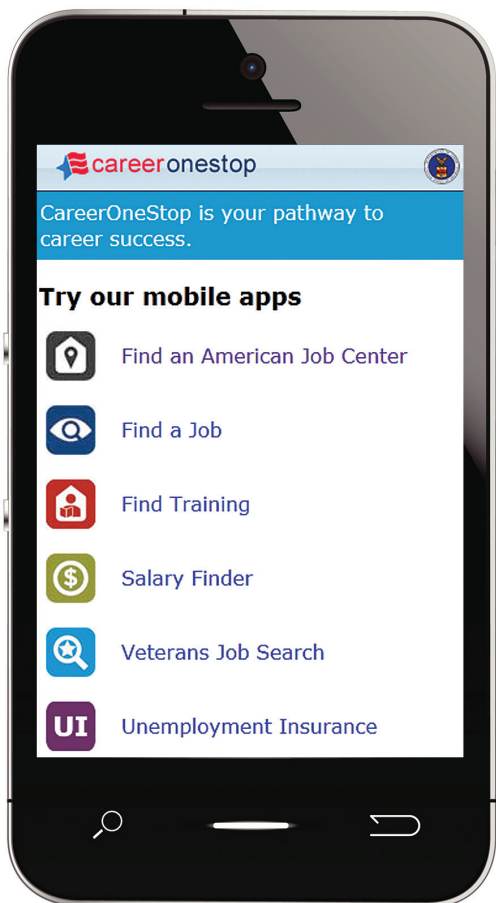 careeronestop
CareerOneStop is your pathway to
career success.
Try our mobile apps
Find an American Job Center
Find a Job
Find Training
Salary Finder
Veterans Job Search
UI Unemployment Insurance